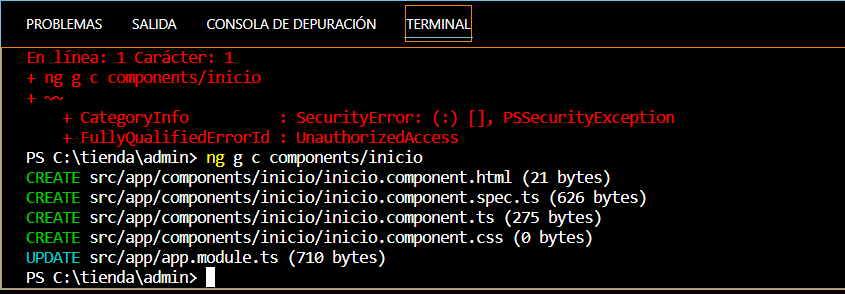 PROBLEMAS SALIDA CONSOLA DE DEPURACIÓN TERMINAL
En línea: 1 Carácter: 1
+ ng g c components/inicio
+ ~~
    + CategoryInfo          : SecurityError: (:) [], PSSecurityException
    + FullyQualifiedErrorId : UnauthorizedAccess
PS C:\tienda\admin> ng g c components/inicio
CREATE src/app/components/inicio/inicio.component.html (21 bytes)
CREATE src/app/components/inicio/inicio.component.spec.ts (626 bytes)
CREATE src/app/components/inicio/inicio.component.ts (275 bytes)
CREATE src/app/components/inicio/inicio.component.css (0 bytes)
UPDATE src/app/app.module.ts (710 bytes)
PS C:\tienda\admin>